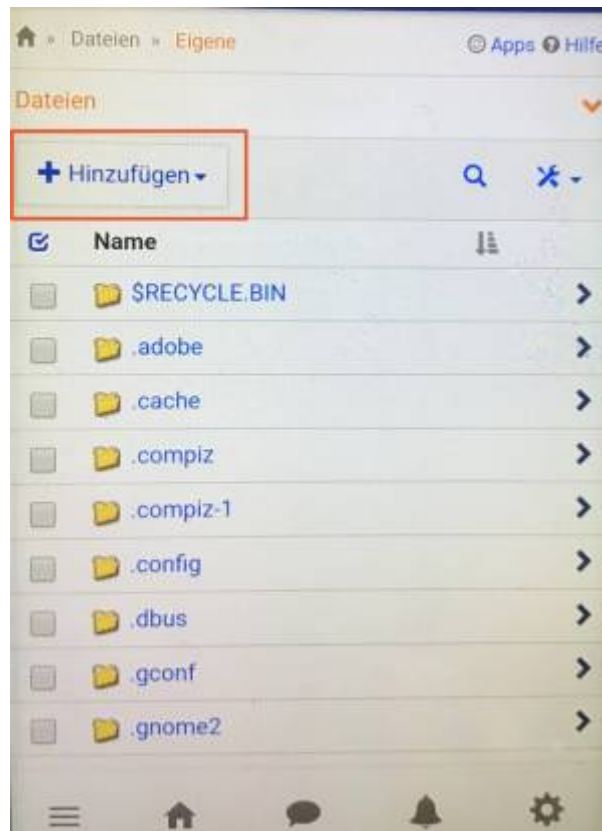 » Dateien » Eigene Apps Hilfe
Dateien
Hinzufügen
Name
$RECYCLE.BIN
.adobe
.cache
.compiz
.compiz-1
.config
.dbus
.gconf
.gnome2